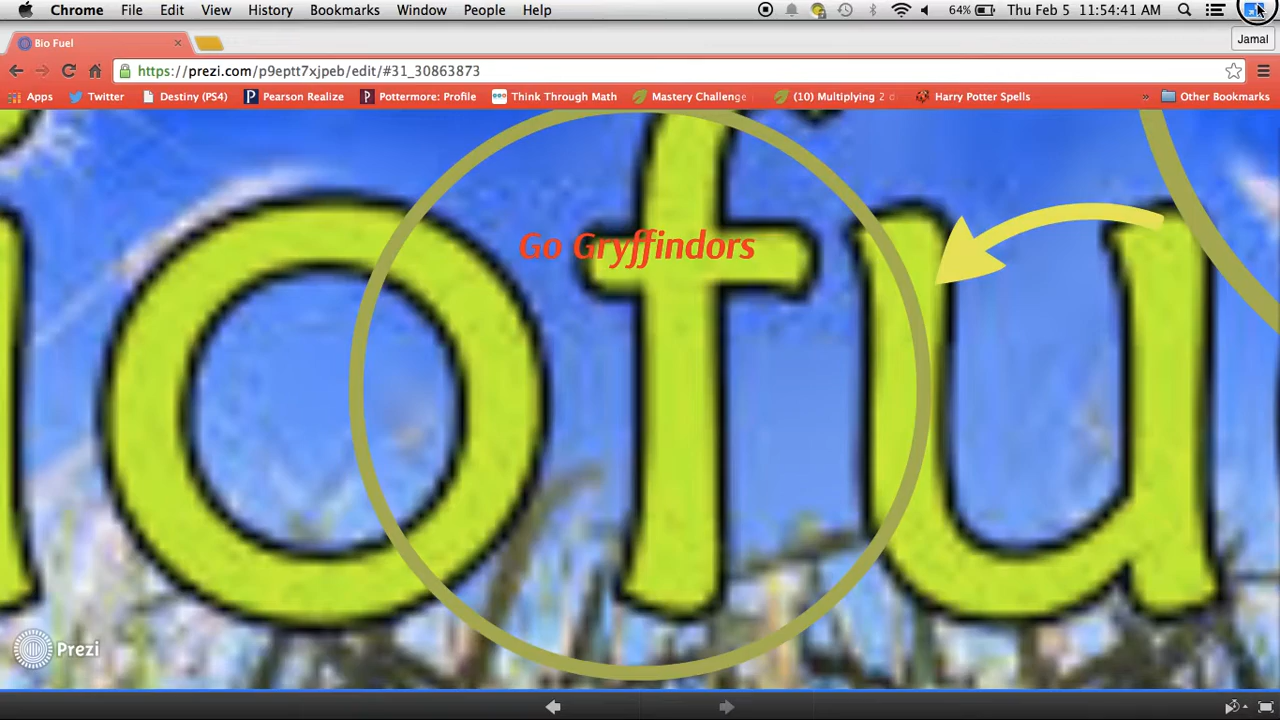 Chrome File Edit View History Bookmarks Window People Help 64% Thu Feb 5 11:54:41 AM
Bio Fuel
Jamal
https://prezi.com/p9eptt7xjpeb/edit/#31_30863873
Apps Twitter Destiny (PS4) Pearson Realize Pottermore: Profile Think Through Math Mastery Challenge (10) Multiplying 2 d Harry Potter Spells » Other Bookmarks
Go Gryffindors
ofu
Prezi